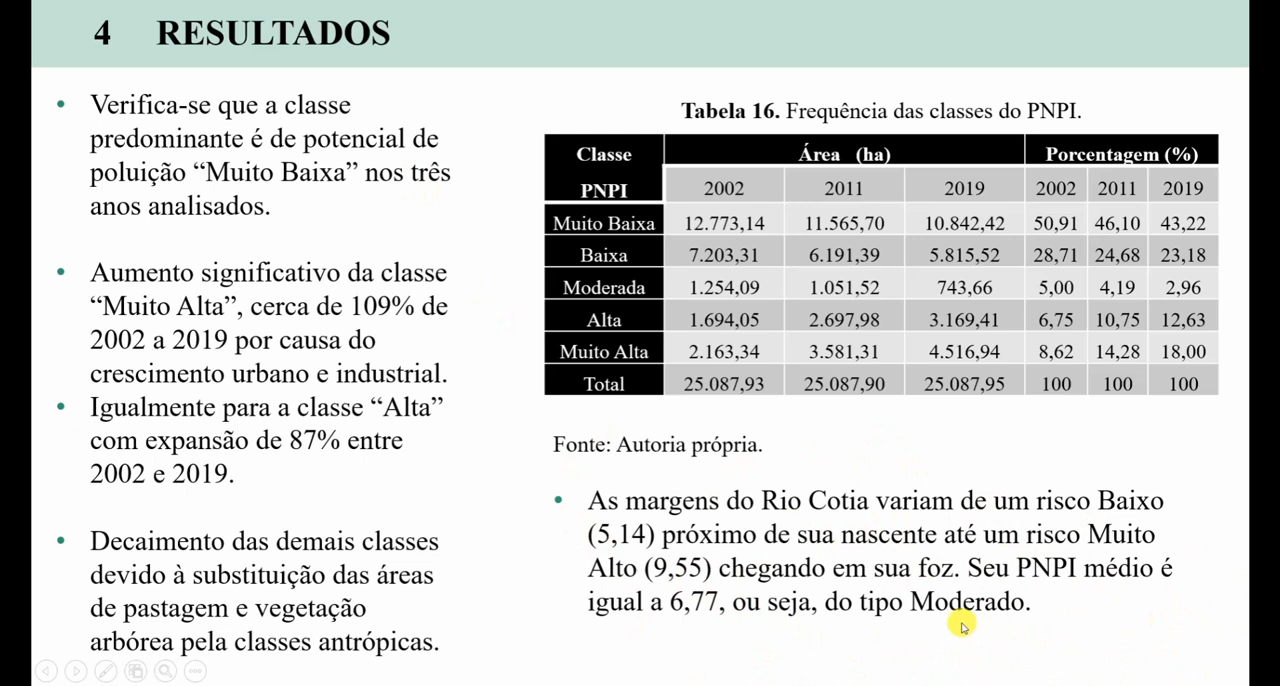 4 RESULTADOS
• Verifica-se que a classe
predominante é de potencial de
poluição “Muito Baixa” nos três
anos analisados.
• Aumento significativo da classe
“Muito Alta”, cerca de 109% de
2002 a 2019 por causa do
crescimento urbano e industrial.
• Igualmente para a classe “Alta”
com expansão de 87% entre
2002 e 2019.
• Decaimento das demais classes
devido à substituição das áreas
de pastagem e vegetação
arbórea pela classes antrópicas.
Tabela 16. Frequência das classes do PNPI.
Classe Área (ha) Porcentagem (%)
PNPI 2002 2011 2019 2002 2011 2019
Muito Baixa 12.773,14 11.565,70 10.842,42 50,91 46,10 43,22
Baixa 7.203,31 6.191,39 5.815,52 28,71 24,68 23,18
Moderada 1.254,09 1.051,52 743,66 5,00 4,19 2,96
Alta 1.694,05 2.697,98 3.169,41 6,75 10,75 12,63
Muito Alta 2.163,34 3.581,31 4.516,94 8,62 14,28 18,00
Total 25.087,93 25.087,90 25.087,95 100 100 100
Fonte: Autoria própria.
• As margens do Rio Cotia variam de um risco Baixo
(5,14) próximo de sua nascente até um risco Muito
Alto (9,55) chegando em sua foz. Seu PNPI médio é
igual a 6,77, ou seja, do tipo Moderado.